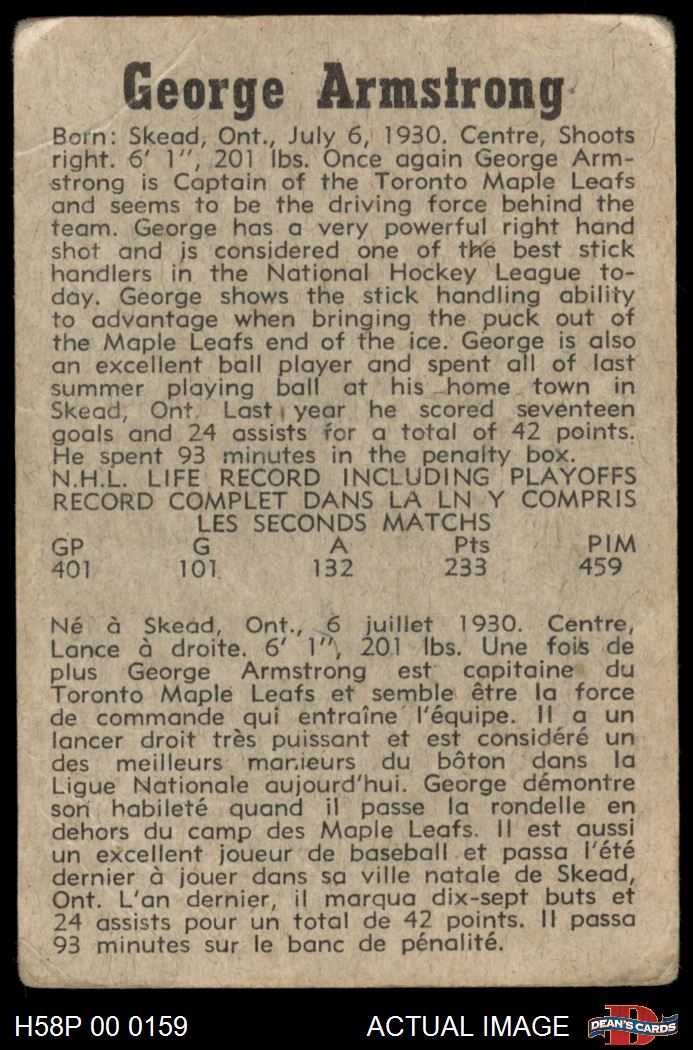 George Armstrong
Born: Skead, Ont., July 6, 1930. Centre, Shoots
right. 6' 1", 201 lbs. Once again George Arm-
strong is Captain of the Toronto Maple Leafs
and seems to be the driving force behind the
team. George has a very powerful right hand
shot and is considered one of the best stick
handlers in the National Hockey League to-
day. George shows the stick handling ability
to advantage when bringing the puck out of
the Maple Leafs end of the ice. George is also
an excellent ball player and spent all of last
summer playing ball at his home town in
Skead, Ont. Last year he scored seventeen
goals and 24 assists for a total of 42 points.
He spent 93 minutes in the penalty box.
N.H.L. LIFE RECORD INCLUDING PLAYOFFS
RECORD COMPLET DANS LA LN Y COMPRIS
LES SECONDS MATCHS
GP G A Pts PIM
401 101 132 233 459
Né à Skead, Ont., 6 juillet 1930. Centre,
Lance à droite. 6' 1", 201 lbs. Une fois de
plus George Armstrong est capitaine du
Toronto Maple Leafs et semble être la force
de commande qui entraîne l'équipe. Il a un
lancer droit très puissant et est considéré un
des meilleurs manieurs du bôton dans la
Ligue Nationale aujourd'hui. George démontre
son habileté quand il passe la rondelle en
dehors du camp des Maple Leafs. Il est aussi
un excellent joueur de baseball et passa l'été
dernier à jouer dans sa ville natale de Skead,
Ont. L'an dernier, il marqua dix-sept buts et
24 assists pour un total de 42 points. Il passa
93 minutes sur le banc de pénalité.
H58P 00 0159 ACTUAL IMAGE D DEAN'S CARDS